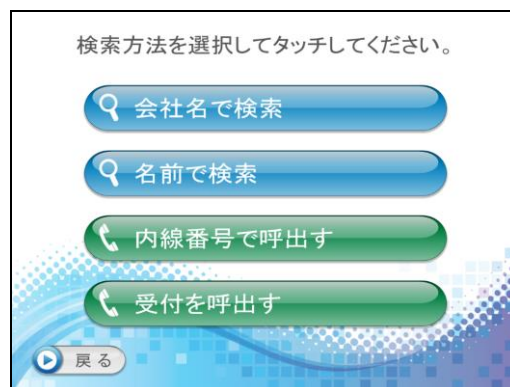 検索方法を選択してタッチしてください。
会社名で検索
名前で検索
内線番号で呼出す
受付を呼出す
戻る